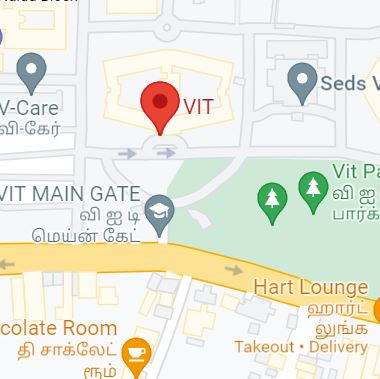 V-Care
வி-கேர்
VIT
Seds V
VIT MAIN GATE
வி ஐ டி
மெய்ன் கேட்
Vit Pa
வி ஐ
பார்க்
Hart Lounge
ஹார்ட்
லுங்க
Takeout • Delivery
colate Room
தி சாக்லேட்
ரூம்